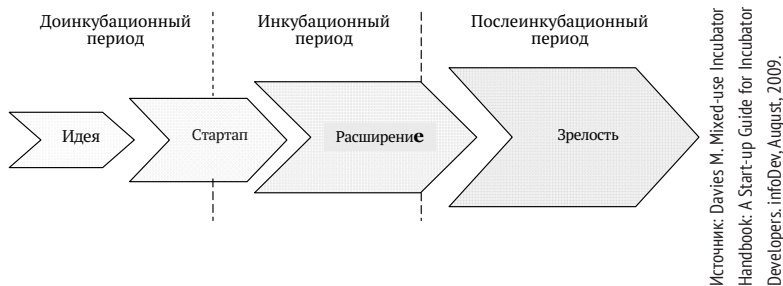 Доинкубационный
период
Инкубационный
период
Послеинкубационный
период
Идея
Стартап
Расширение
Зрелость
Источник: Davies M. Mixed-use Incubator
Handbook: A Start-up Guide for Incubator
Developers. infoDev, August, 2009.